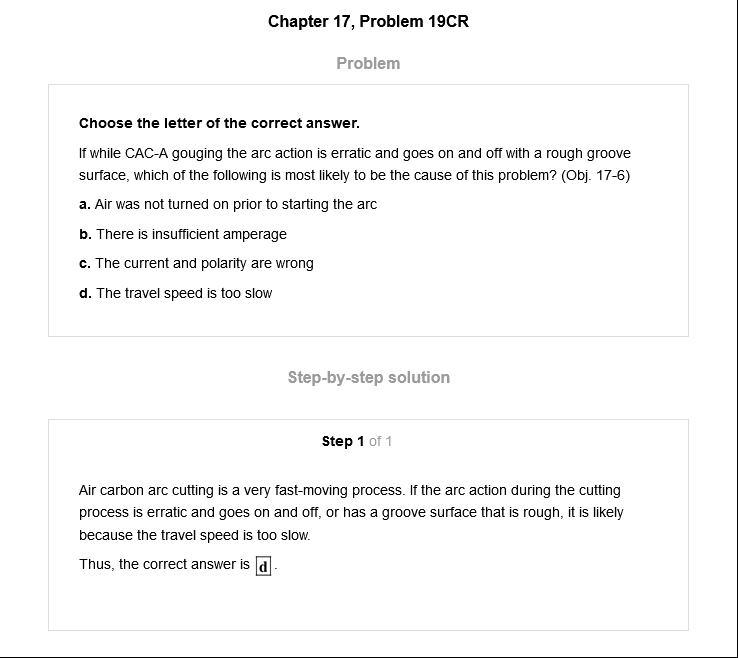 Chapter 17, Problem 19CR
Problem
Choose the letter of the correct answer.
If while CAC-A gouging the arc action is erratic and goes on and off with a rough groove
surface, which of the following is most likely to be the cause of this problem? (Obj. 17-6)
a. Air was not turned on prior to starting the arc
b. There is insufficient amperage
c. The current and polarity are wrong
d. The travel speed is too slow
Step-by-step solution
Step 1 of 1
Air carbon arc cutting is a very fast-moving process. If the arc action during the cutting
process is erratic and goes on and off, or has a groove surface that is rough, it is likely
because the travel speed is too slow.
Thus, the correct answer is d.